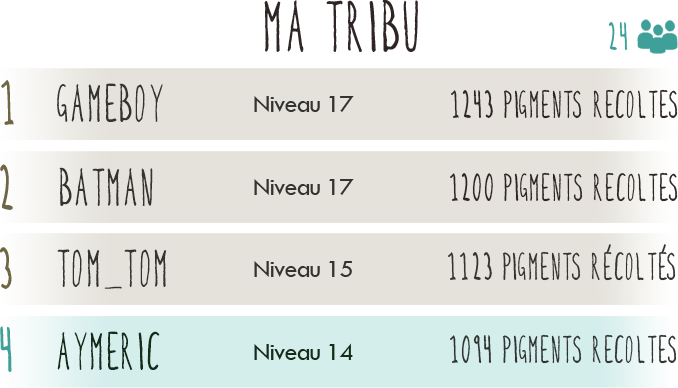 MA TRIBU
24
1 GAMEBOY Niveau 17 1243 PIGMENTS RECOLTES
2 BATMAN Niveau 17 1200 PIGMENTS RECOLTES
3 TOM_TOM Niveau 15 1123 PIGMENTS RÉCOLTÉS
4 AYMERIC Niveau 14 1094 PIGMENTS RECOLTES